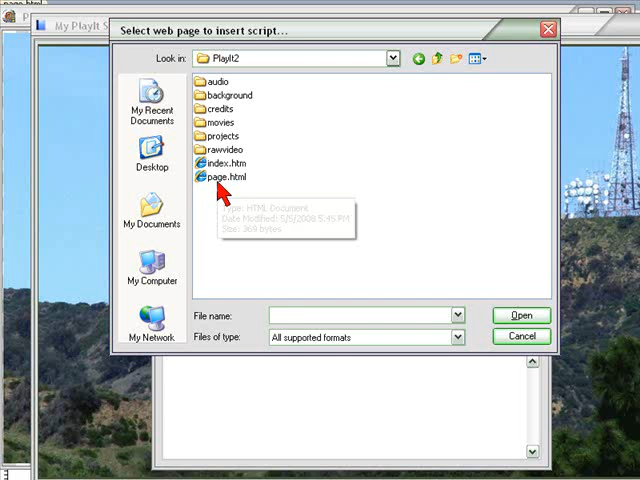 page.html
My PlayIt S
Select web page to insert script...
Look in: PlayIt2
My Recent
Documents
Desktop
My Documents
My Computer
My Network
audio
background
credits
movies
projects
rawvideo
index.htm
page.html
Type: HTML Document
Date Modified: 5/5/2008 5:45 PM
Size: 369 bytes
File name:
Open
Files of type: All supported formats
Cancel